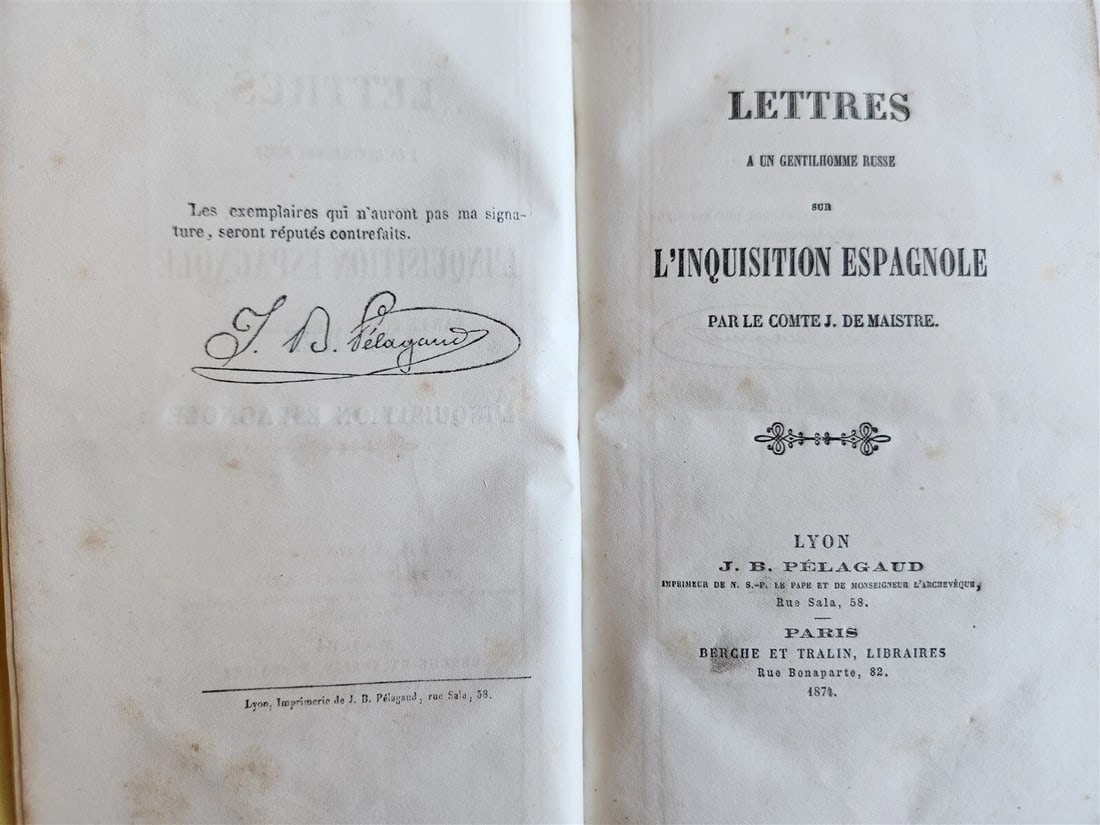 Les exemplaires qui n'auront pas ma signa-
ture, seront réputés contrefaits.
J. B. Pélagaud
Lyon, Imprimerie de J. B. Pélagaud, rue Sala, 58.
LETTRES
A UN GENTILHOMME RUSSE
SUR
L'INQUISITION ESPAGNOLE
PAR LE COMTE J. DE MAISTRE.
LYON
J. B. PÉLAGAUD
IMPRIMEUR DE N. S.-P. LE PAPE ET DE MONSEIGNEUR L'ARCHEVÊQUE,
Rue Sala, 58.
PARIS
BERCHE ET TRALIN, LIBRAIRES
Rue Bonaparte, 82.
1874.